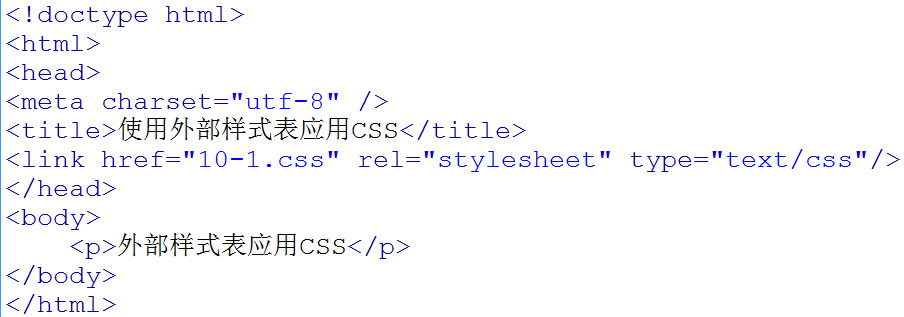 <!doctype html>
<html>
<head>
<meta charset="utf-8" />
<title>使用外部样式表应用CSS</title>
<link href="10-1.css" rel="stylesheet" type="text/css"/>
</head>
<body>
    <p>外部样式表应用CSS</p>
</body>
</html>